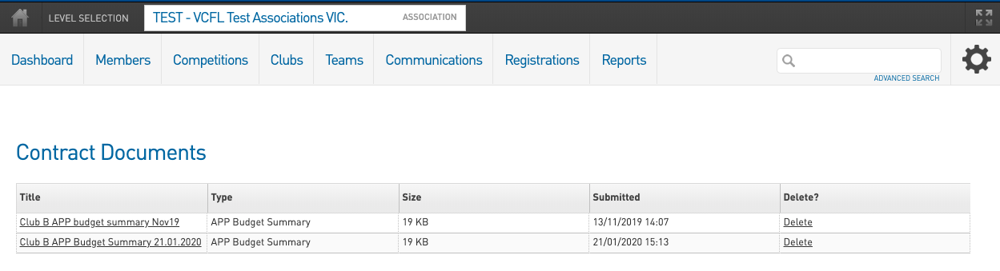 LEVEL SELECTION TEST - VCFL Test Associations VIC. ASSOCIATION
Dashboard Members Competitions Clubs Teams Communications Registrations Reports
ADVANCED SEARCH
Contract Documents
Title Type Size Submitted Delete?
Club B APP budget summary Nov19 APP Budget Summary 19 KB 13/11/2019 14:07 Delete
Club B APP Budget Summary 21.01.2020 APP Budget Summary 19 KB 21/01/2020 15:13 Delete